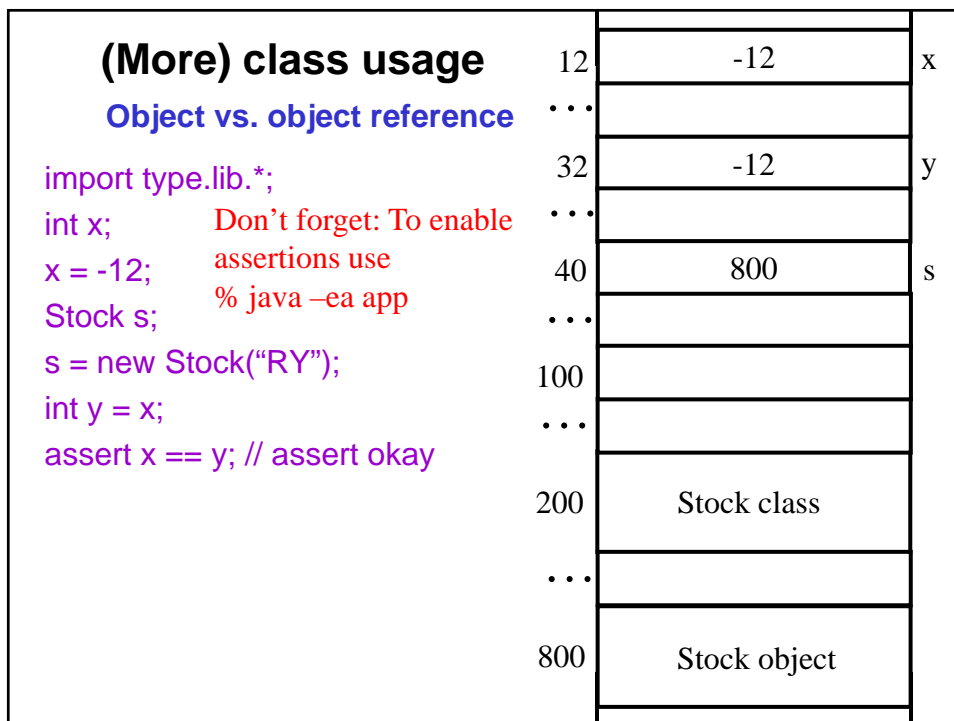 (More) class usage
Object vs. object reference
import type.lib.*;
int x;
x = -12;
Stock s;
s = new Stock(“RY”);
int y = x;
assert x == y; // assert okay
Don’t forget: To enable
assertions use
% java –ea app
12 -12 x
...
32 -12 y
...
40 800 s
...
100
...
200 Stock class
...
800 Stock object